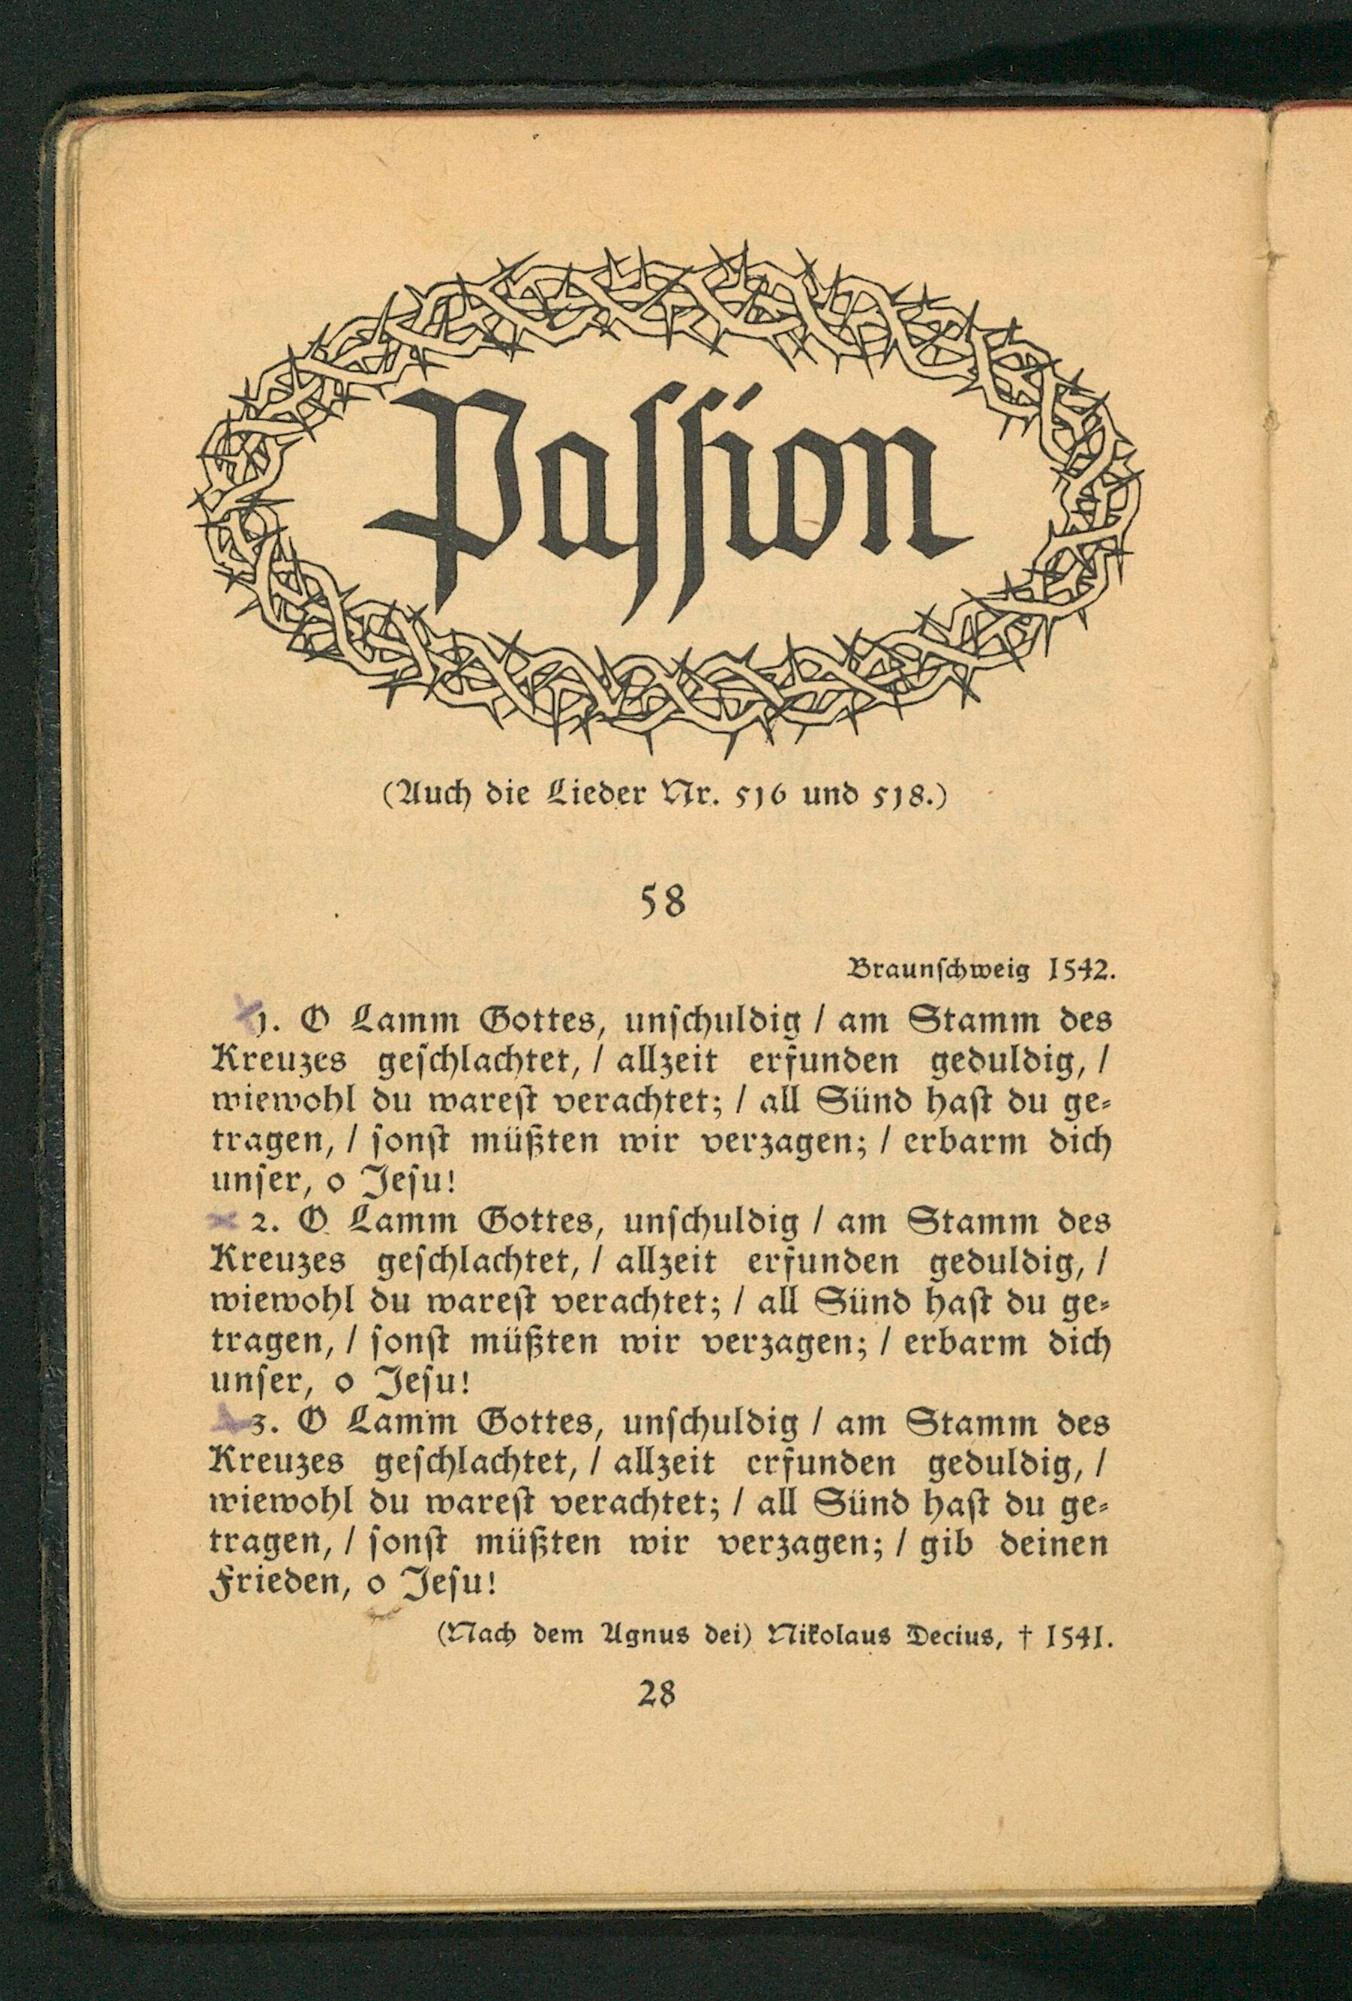 Paſſion
(Auch die Lieder Nr. 516 und 518.)
58
Braunſchweig 1542.
1. O Lamm Gottes, unſchuldig / am Stamm des
Kreuzes geſchlachtet, / allzeit erfunden geduldig, /
wiewohl du wareſt verachtet; / all Sünd haſt du ge-
tragen, / ſonſt müßten wir verzagen; / erbarm dich
unſer, o Jeſu!
2. O Lamm Gottes, unſchuldig / am Stamm des
Kreuzes geſchlachtet, / allzeit erfunden geduldig, /
wiewohl du wareſt verachtet; / all Sünd haſt du ge-
tragen, / ſonſt müßten wir verzagen; / erbarm dich
unſer, o Jeſu!
3. O Lamm Gottes, unſchuldig / am Stamm des
Kreuzes geſchlachtet, / allzeit erfunden geduldig, /
wiewohl du wareſt verachtet; / all Sünd haſt du ge-
tragen, / ſonſt müßten wir verzagen; / gib deinen
Frieden, o Jeſu!
(Nach dem Agnus dei) Nikolaus Decius, † 1541.
28